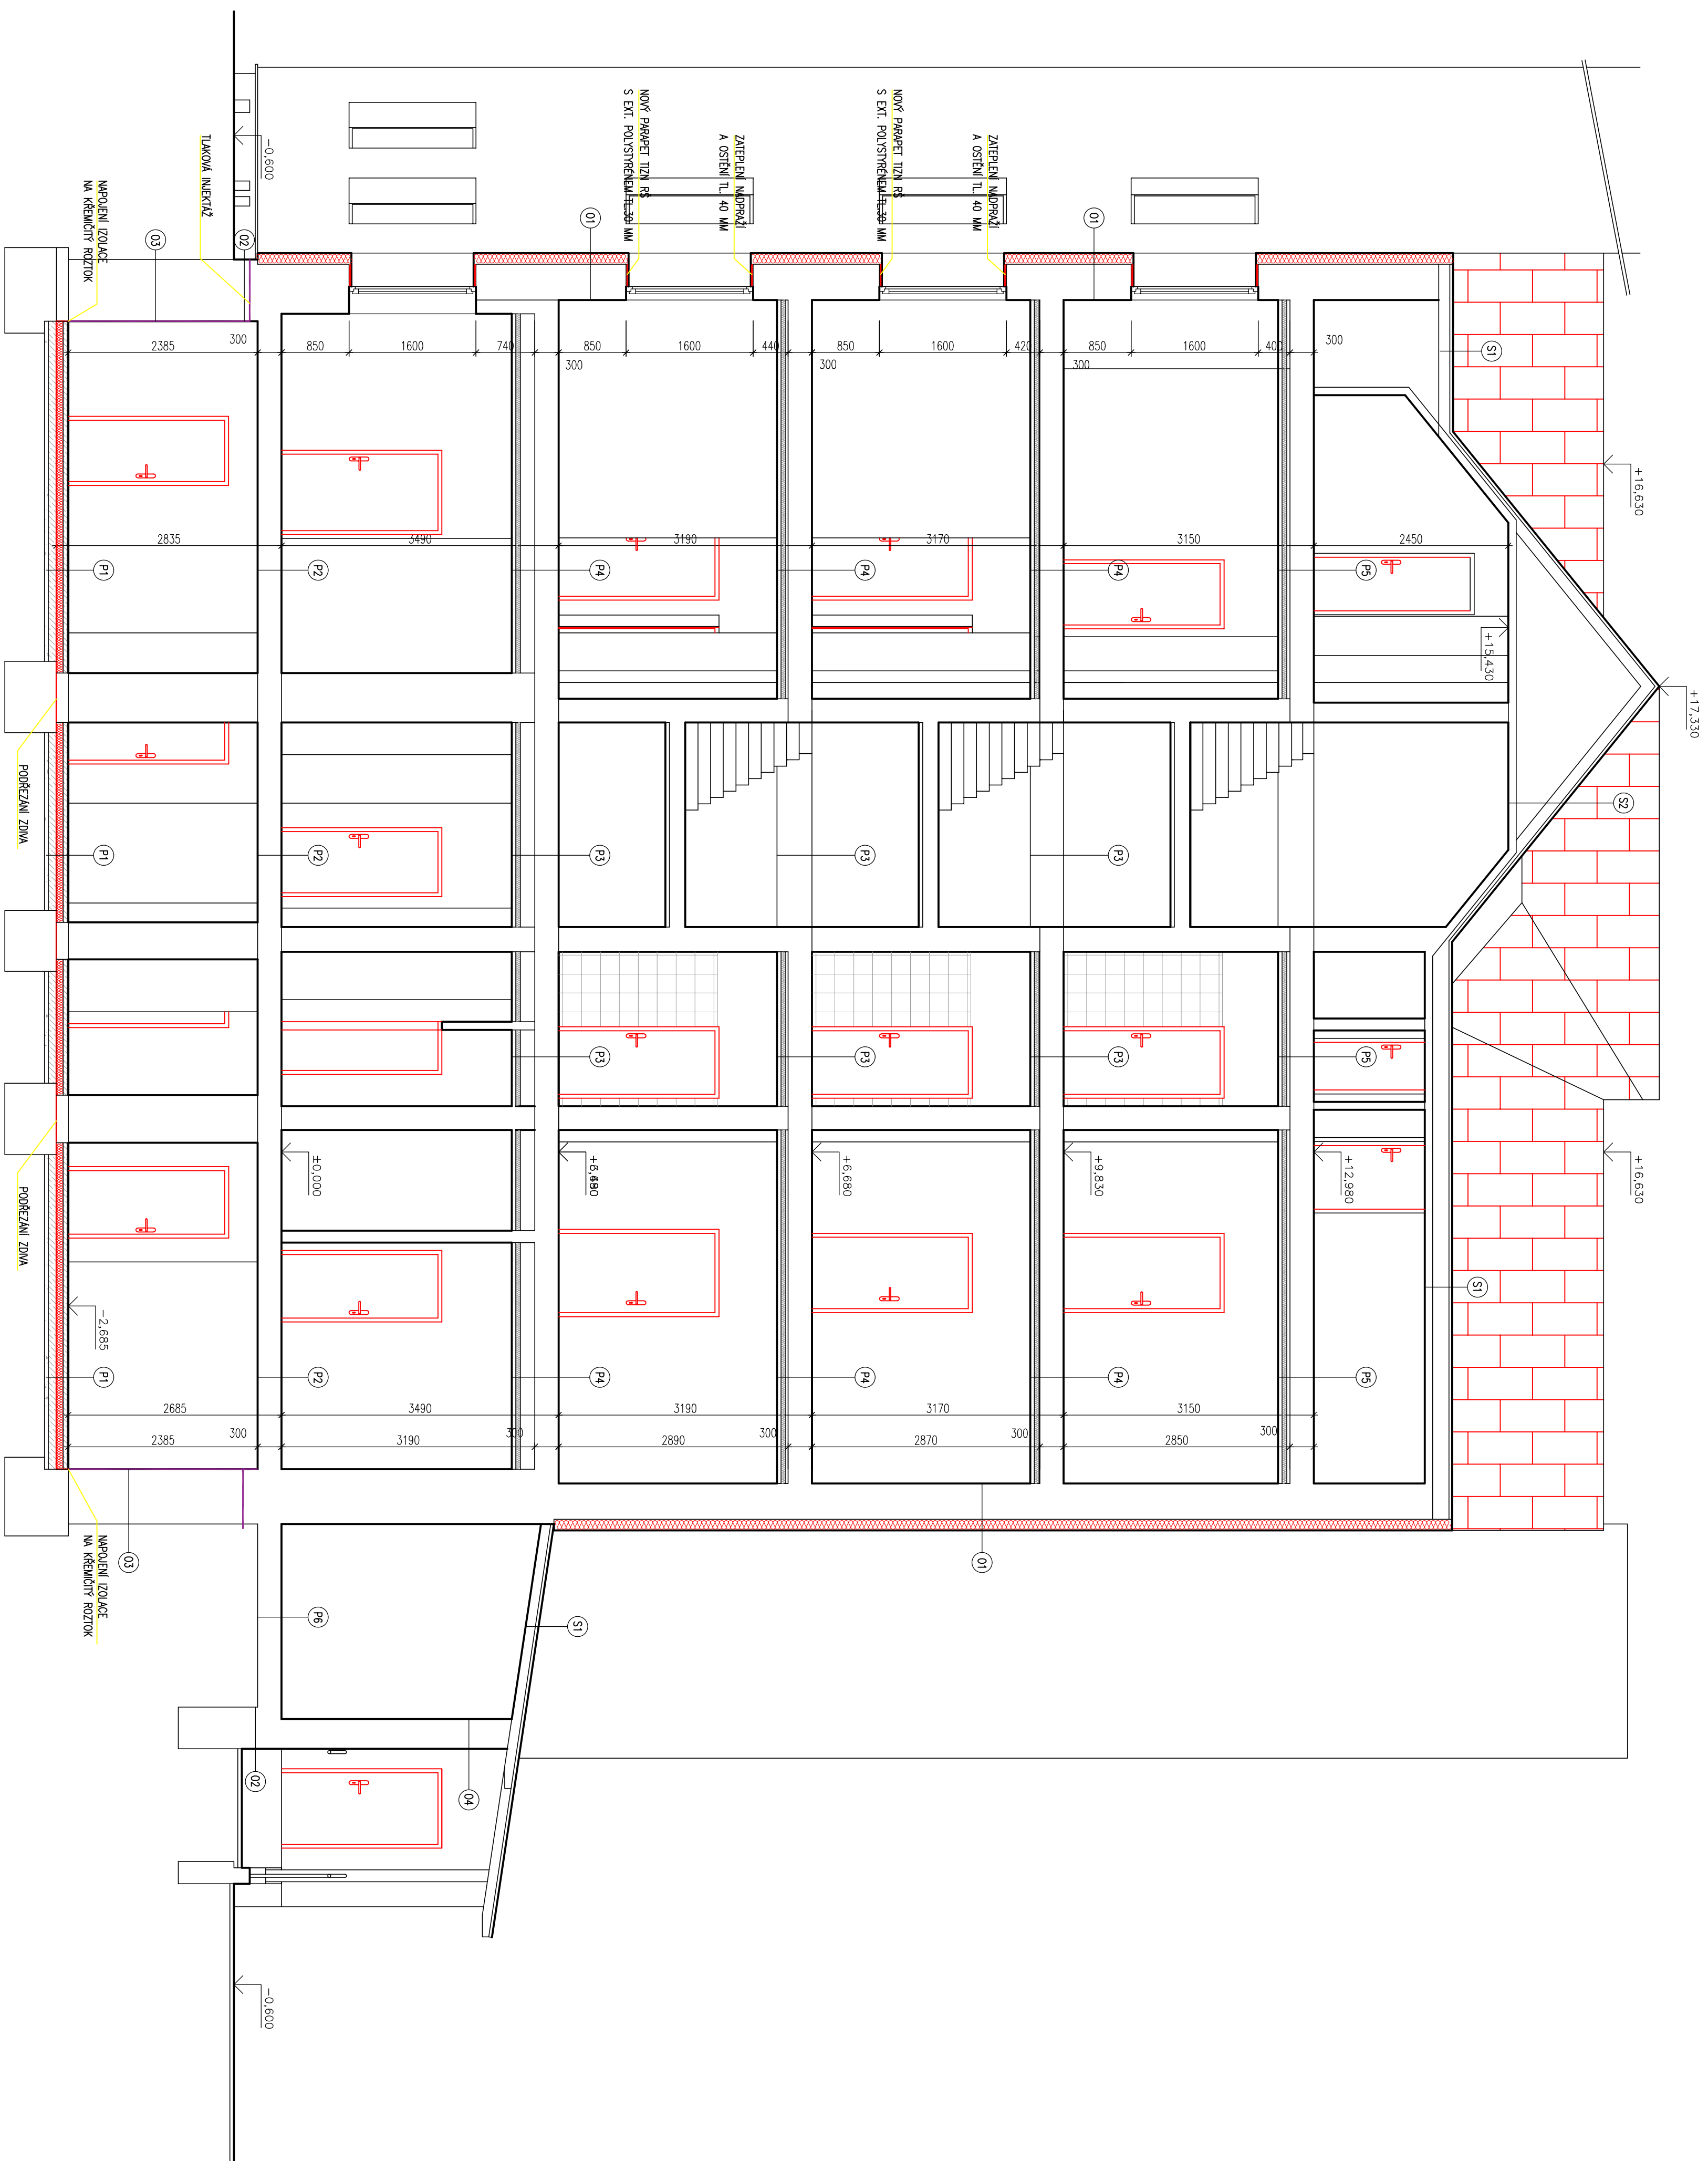 -0,600
TLAKOVÁ INJEKTÁŽ
NAPOJENÍ IZOLACE
NA KŘEMIČITÝ ROZTOK
NOVÝ PARAPET TIZN RŠ
S EXT. POLYSTYRÉNEM TL.30 MM
ZATEPLENÍ NADPRAŽÍ
A OSTĚNÍ TL. 40 MM
NOVÝ PARAPET TIZN RŠ
S EXT. POLYSTYRÉNEM TL.30 MM
ZATEPLENÍ NADPRAŽÍ
A OSTĚNÍ TL. 40 MM
03
02
01
01
S1
2385
300
850
1600
740
300
850
1600
440
300
850
1600
420
300
850
1600
400
300
+16,630
2835
3490
3190
3170
3150
2450
P1
P2
P4
P4
P4
P5
+15,430
+17,330
PODŘEZÁNÍ ZDIVA
S2
P1
P2
P3
P3
P3
P3
P3
P3
P5
±0,000
+6,680
+9,830
+12,980
+16,630
PODŘEZÁNÍ ZDIVA
S1
-2,685
P1
P2
P4
P4
P4
P5
2685
3490
3190
3170
3150
2385
300
3190
300
2890
300
2870
300
2850
300
NAPOJENÍ IZOLACE
NA KŘEMIČITÝ ROZTOK
03
01
P6
S1
02
04
-0,600